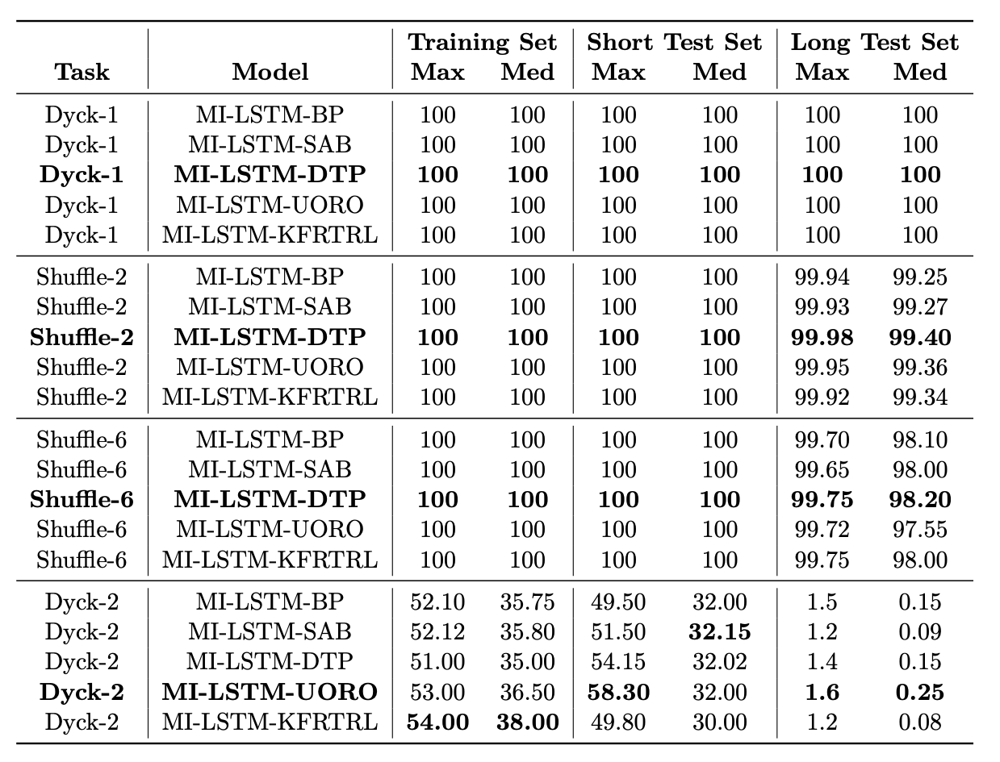 Training Set Short Test Set Long Test Set
Task Model Max Med Max Med Max Med
Dyck-1 MI-LSTM-BP 100 100 100 100 100 100
Dyck-1 MI-LSTM-SAB 100 100 100 100 100 100
Dyck-1 MI-LSTM-DTP 100 100 100 100 100 100
Dyck-1 MI-LSTM-UORO 100 100 100 100 100 100
Dyck-1 MI-LSTM-KFRTRL 100 100 100 100 100 100
Shuffle-2 MI-LSTM-BP 100 100 100 100 99.94 99.25
Shuffle-2 MI-LSTM-SAB 100 100 100 100 99.93 99.27
Shuffle-2 MI-LSTM-DTP 100 100 100 100 99.98 99.40
Shuffle-2 MI-LSTM-UORO 100 100 100 100 99.95 99.36
Shuffle-2 MI-LSTM-KFRTRL 100 100 100 100 99.92 99.34
Shuffle-6 MI-LSTM-BP 100 100 100 100 99.70 98.10
Shuffle-6 MI-LSTM-SAB 100 100 100 100 99.65 98.00
Shuffle-6 MI-LSTM-DTP 100 100 100 100 99.75 98.20
Shuffle-6 MI-LSTM-UORO 100 100 100 100 99.72 97.55
Shuffle-6 MI-LSTM-KFRTRL 100 100 100 100 99.75 98.00
Dyck-2 MI-LSTM-BP 52.10 35.75 49.50 32.00 1.5 0.15
Dyck-2 MI-LSTM-SAB 52.12 35.80 51.50 32.15 1.2 0.09
Dyck-2 MI-LSTM-DTP 51.00 35.00 54.15 32.02 1.4 0.15
Dyck-2 MI-LSTM-UORO 53.00 36.50 58.30 32.00 1.6 0.25
Dyck-2 MI-LSTM-KFRTRL 54.00 38.00 49.80 30.00 1.2 0.08